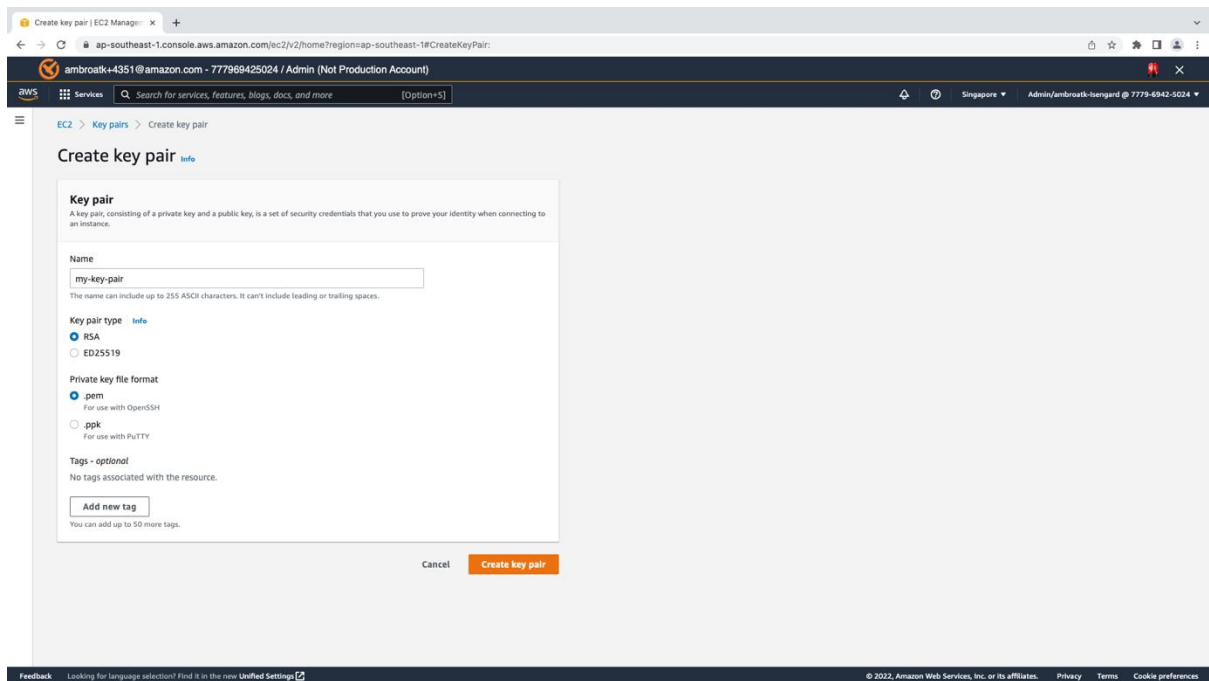 Create key pair | EC2 Manager
ap-southeast-1.console.aws.amazon.com/ec2/v2/home?region=ap-southeast-1#CreateKeyPair:
ambroatk+4351@amazon.com - 777969425024 / Admin (Not Production Account)
aws Services Search for services, features, blogs, docs, and more [Option+S] Singapore Admin/ambroatk-Isengard @ 7779-6942-5024
EC2 > Key pairs > Create key pair
Create key pair Info
Key pair
A key pair, consisting of a private key and a public key, is a set of security credentials that you use to prove your identity when connecting to
an instance.
Name
my-key-pair
The name can include up to 255 ASCII characters. It can't include leading or trailing spaces.
Key pair type Info
RSA
ED25519
Private key file format
.pem
For use with OpenSSH
.ppk
For use with PuTTY
Tags - optional
No tags associated with the resource.
Add new tag
You can add up to 50 more tags.
Cancel Create key pair
Feedback Looking for language selection? Find it in the new Unified Settings © 2022, Amazon Web Services, Inc. or its affiliates. Privacy Terms Cookie preferences